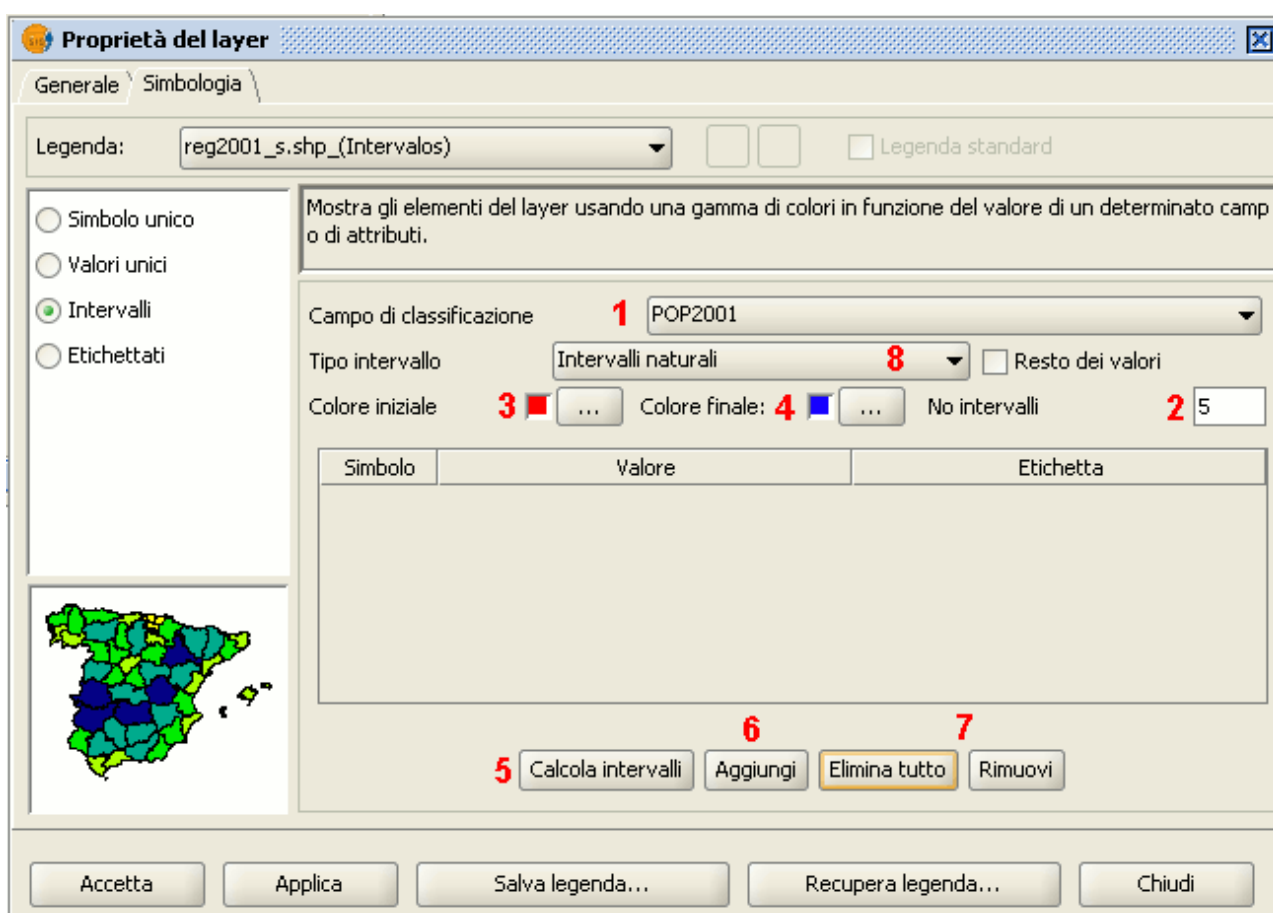 Proprietà del layer
Generale Simbologia
Legenda: reg2001_s.shp_(Intervalos) Legenda standard
Simbolo unico
Valori unici
Intervalli
Etichettati
Mostra gli elementi del layer usando una gamma di colori in funzione del valore di un determinato camp
o di attributi.
Campo di classificazione 1 POP2001
Tipo intervallo Intervalli naturali 8 Resto dei valori
Colore iniziale 3 ... Colore finale: 4 ... No intervalli 2 5
Simbolo Valore Etichetta
6 7
5 Calcola intervalli Aggiungi Elimina tutto Rimuovi
Accetta Applica Salva legenda... Recupera legenda... Chiudi